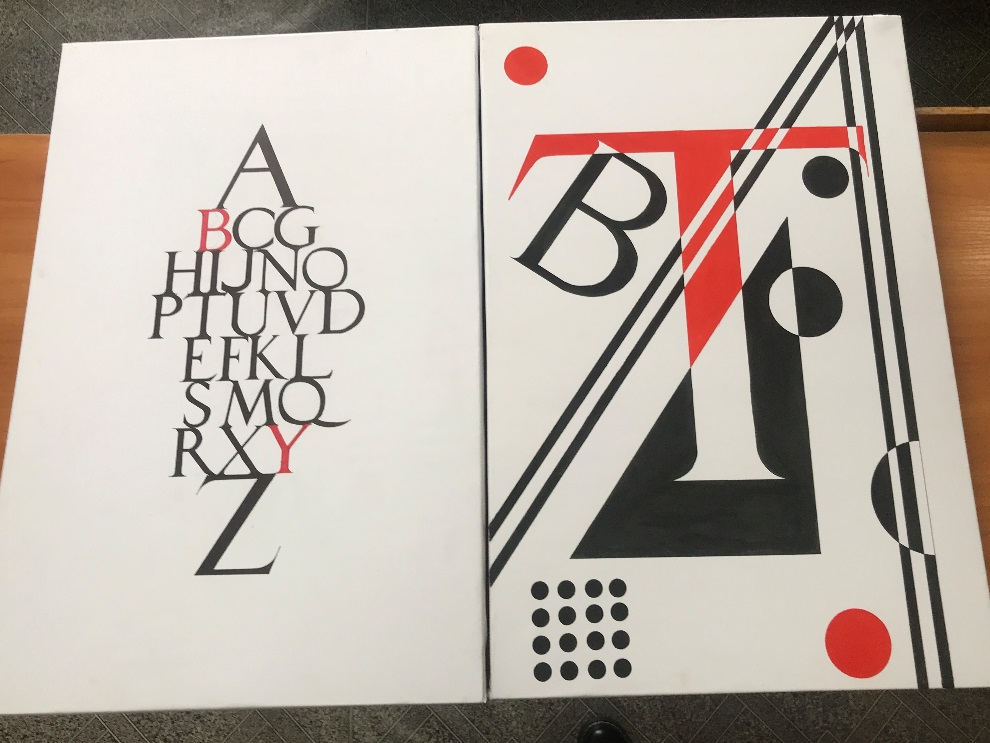 A
BCG
HIJNO
PTUVD
EFKL
SMQ
RXY
Z
BT